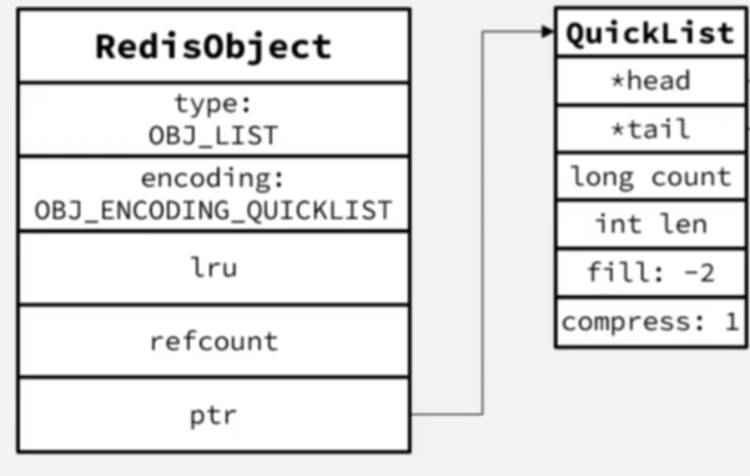 RedisObject
type:
OBJ_LIST
encoding:
OBJ_ENCODING_QUICKLIST
lru
refcount
ptr
QuickList
*head
*tail
long count
int len
fill: -2
compress: 1